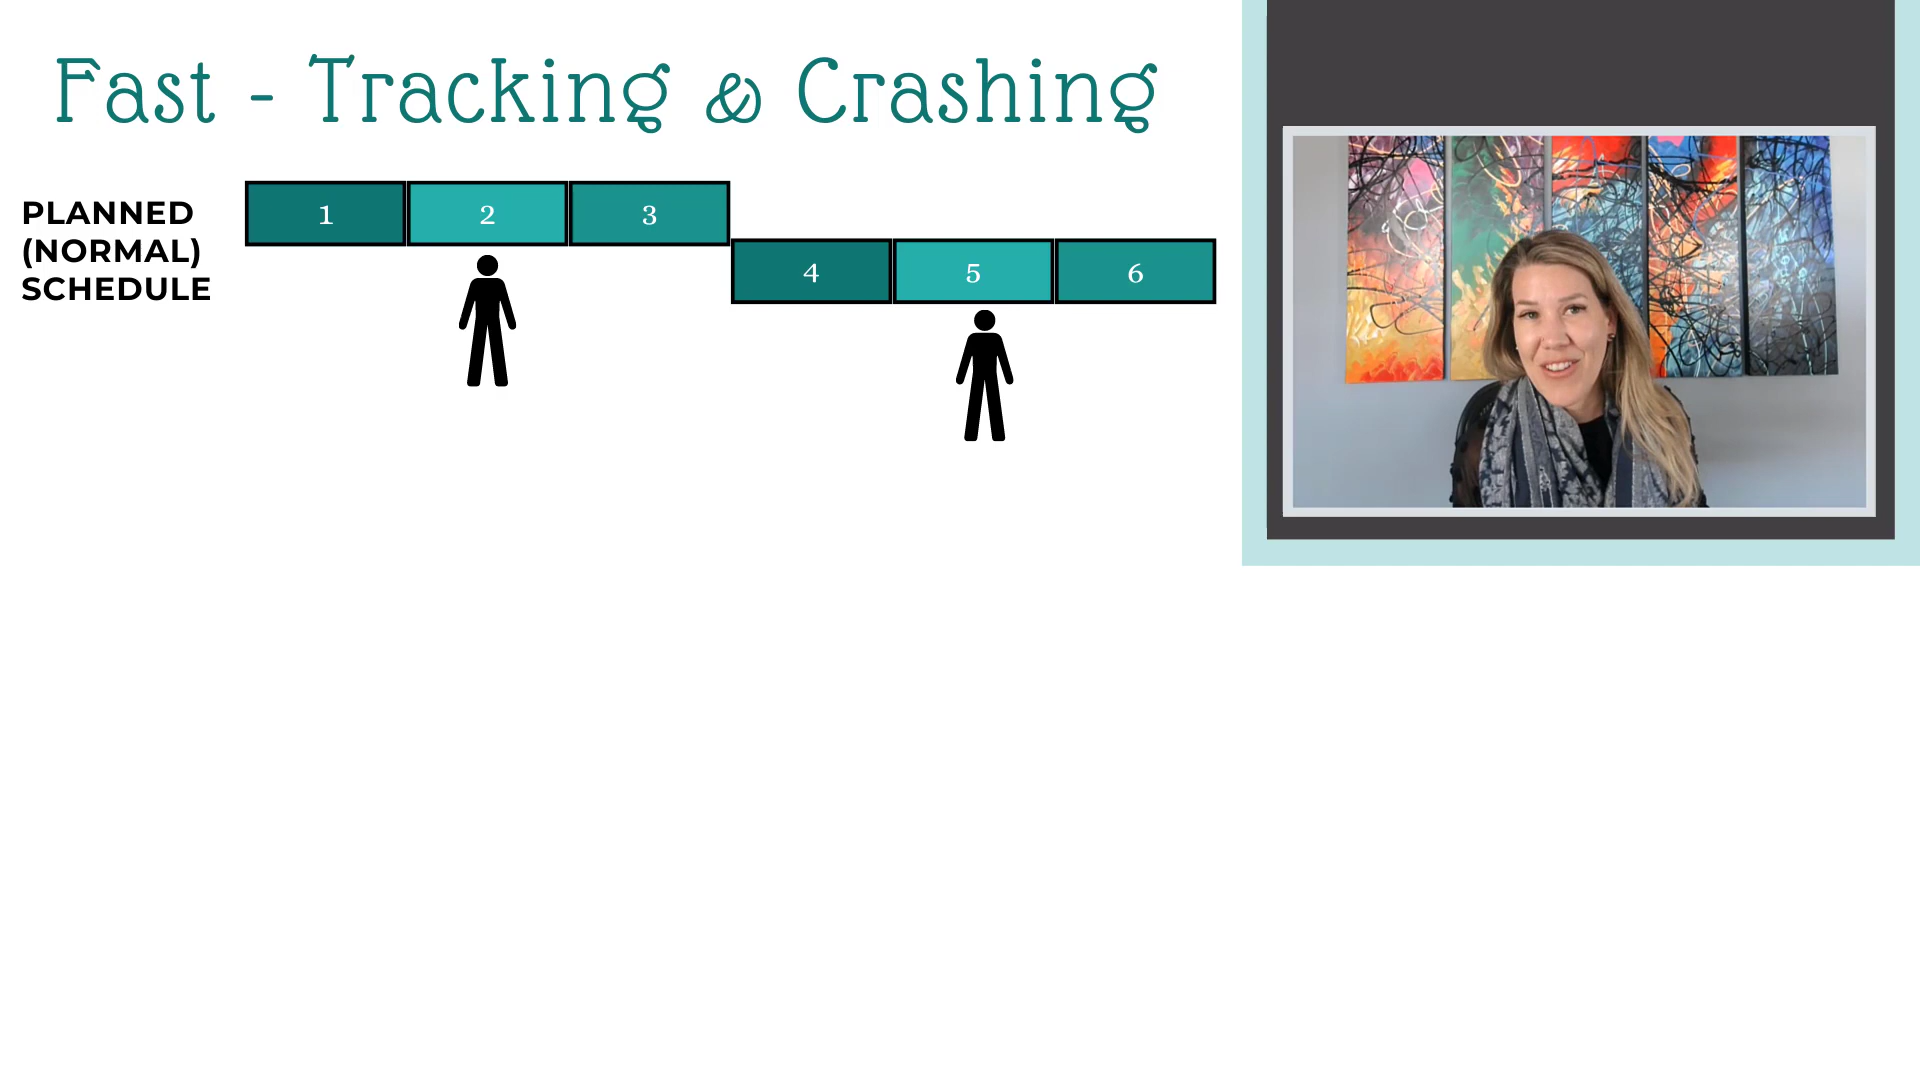 Fast - Tracking & Crashing
PLANNED
(NORMAL)
SCHEDULE
1 2 3
4 5 6